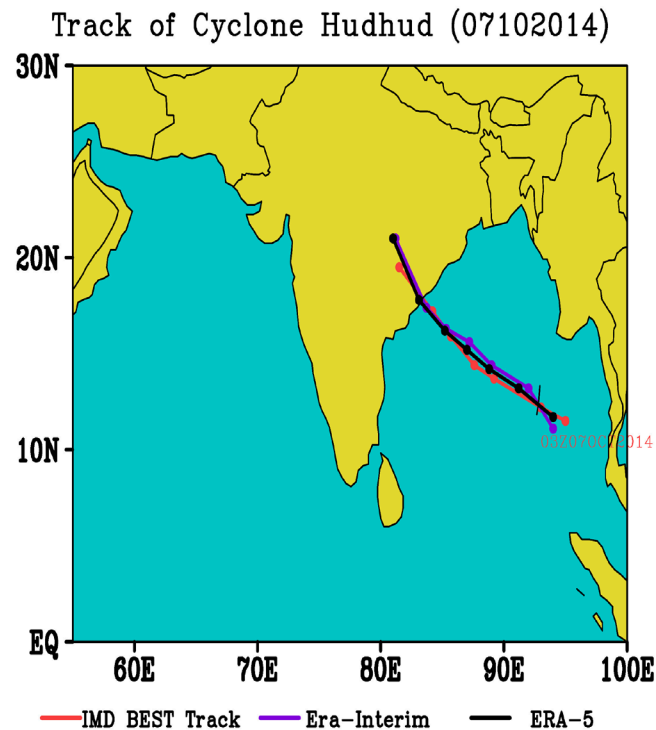 Track of Cyclone Hudhud (07102014)
30N
20N
10N
EQ
03Z07OCT2014
60E 70E 80E 90E 100E
IMD BEST Track Era-Interim ERA-5